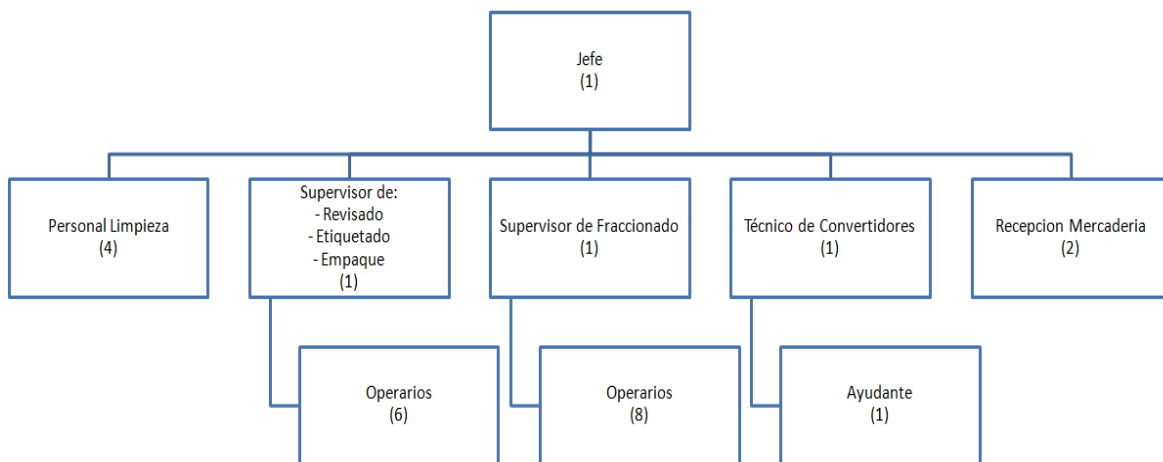 Jefe
(1)
Personal Limpieza
(4)
Supervisor de:
- Revisado
- Etiquetado
- Empaque
(1)
Supervisor de Fraccionado
(1)
Técnico de Convertidores
(1)
Recepcion Mercaderia
(2)
Operarios
(6)
Operarios
(8)
Ayudante
(1)